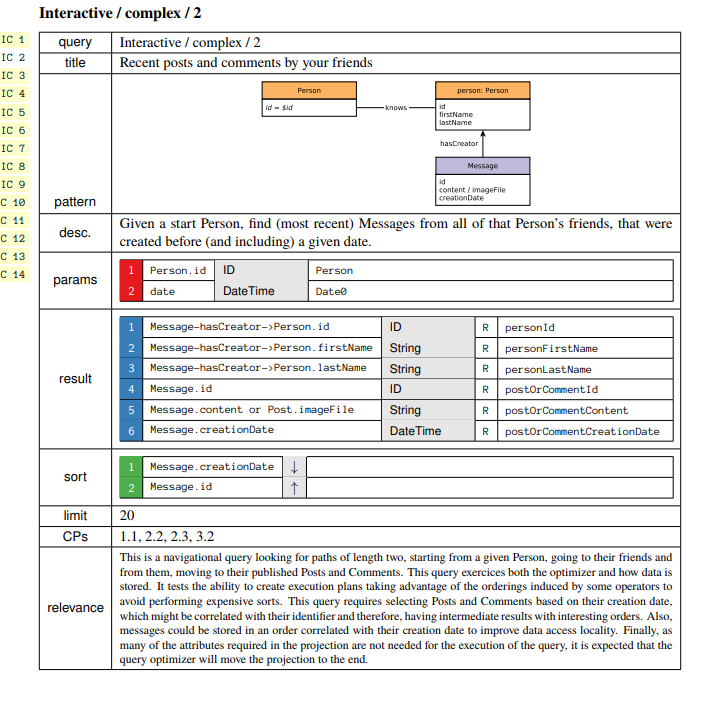 Interactive / complex / 2
IC 1
IC 2
IC 3
IC 4
IC 5
IC 6
IC 7
IC 8
IC 9
C 10
C 11
C 12
C 13
C 14
query Interactive / complex / 2
title Recent posts and comments by your friends
pattern
Person
id = $id
knows
person: Person
id
firstName
lastName
hasCreator
Message
id
content / imageFile
creationDate
desc. Given a start Person, find (most recent) Messages from all of that Person's friends, that were
created before (and including) a given date.
params
1 Person.id ID Person
2 date DateTime Date0
result
1 Message-hasCreator->Person.id ID R personId
2 Message-hasCreator->Person.firstName String R personFirstName
3 Message-hasCreator->Person.lastName String R personLastName
4 Message.id ID R postOrCommentId
5 Message.content or Post.imageFile String R postOrCommentContent
6 Message.creationDate DateTime R postOrCommentCreationDate
sort
1 Message.creationDate ↓
2 Message.id ↑
limit 20
CPs 1.1, 2.2, 2.3, 3.2
relevance
This is a navigational query looking for paths of length two, starting from a given Person, going to their friends and
from them, moving to their published Posts and Comments. This query exercices both the optimizer and how data is
stored. It tests the ability to create execution plans taking advantage of the orderings induced by some operators to
avoid performing expensive sorts. This query requires selecting Posts and Comments based on their creation date,
which might be correlated with their identifier and therefore, having intermediate results with interesting orders. Also,
messages could be stored in an order correlated with their creation date to improve data access locality. Finally, as
many of the attributes required in the projection are not needed for the execution of the query, it is expected that the
query optimizer will move the projection to the end.